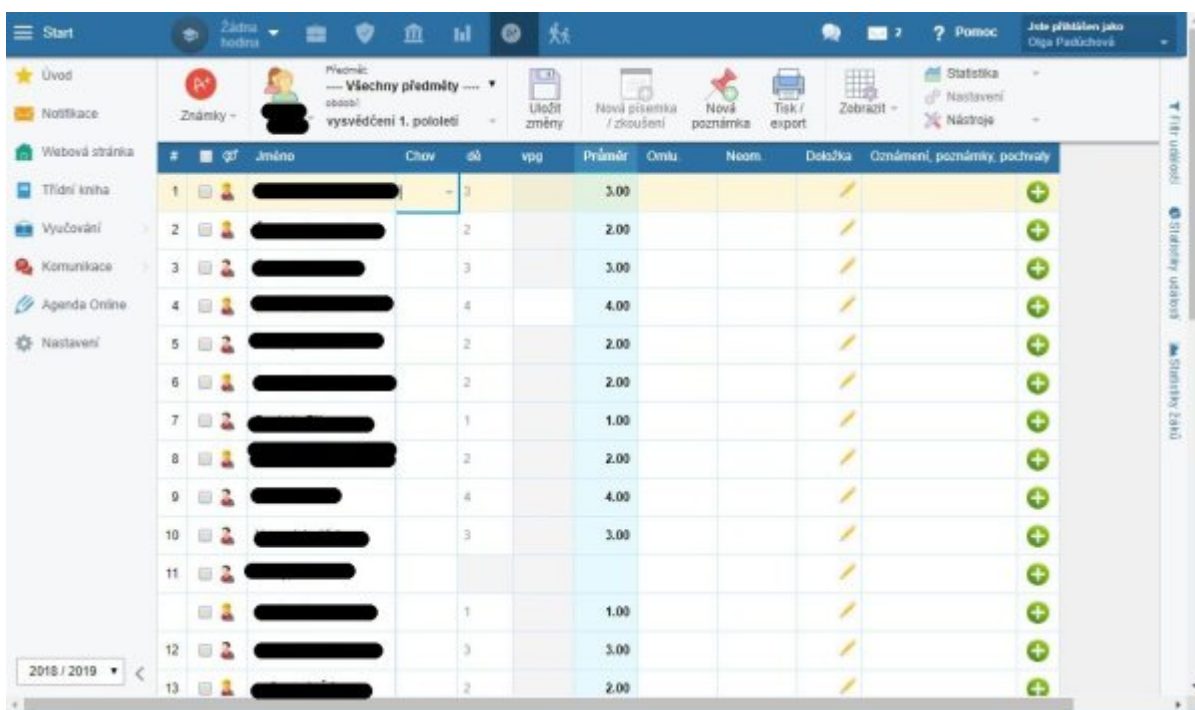 Start
Žádná
hodina
2
? Pomoc
Jste přihlášen jako
Olga Padúchová
Úvod
Notifikace
Webová stránka
Třídní kniha
Vyučování
Komunikace
Agenda Online
Nastavení
2018 / 2019
A+
Známky
Předmět:
---- Všechny předměty ----
období:
vysvědčení 1. pololetí
Uložit
změny
Nová písemka
/ zkoušení
Nová
poznámka
Tisk /
export
Zobrazit
Statistika
Nastavení
Nástroje
# Jméno Chov dě vpg Průměr Omlu. Neom. Doložka Oznámení, poznámky, pochvaly
1 3 3.00
2 2 2.00
3 3 3.00
4 4 4.00
5 2 2.00
6 2 2.00
7 1 1.00
8 2 2.00
9 4 4.00
10 3 3.00
11
1 1.00
12 3 3.00
13 2 2.00
Filtr událostí
Statistiky událostí
Statistiky žáků